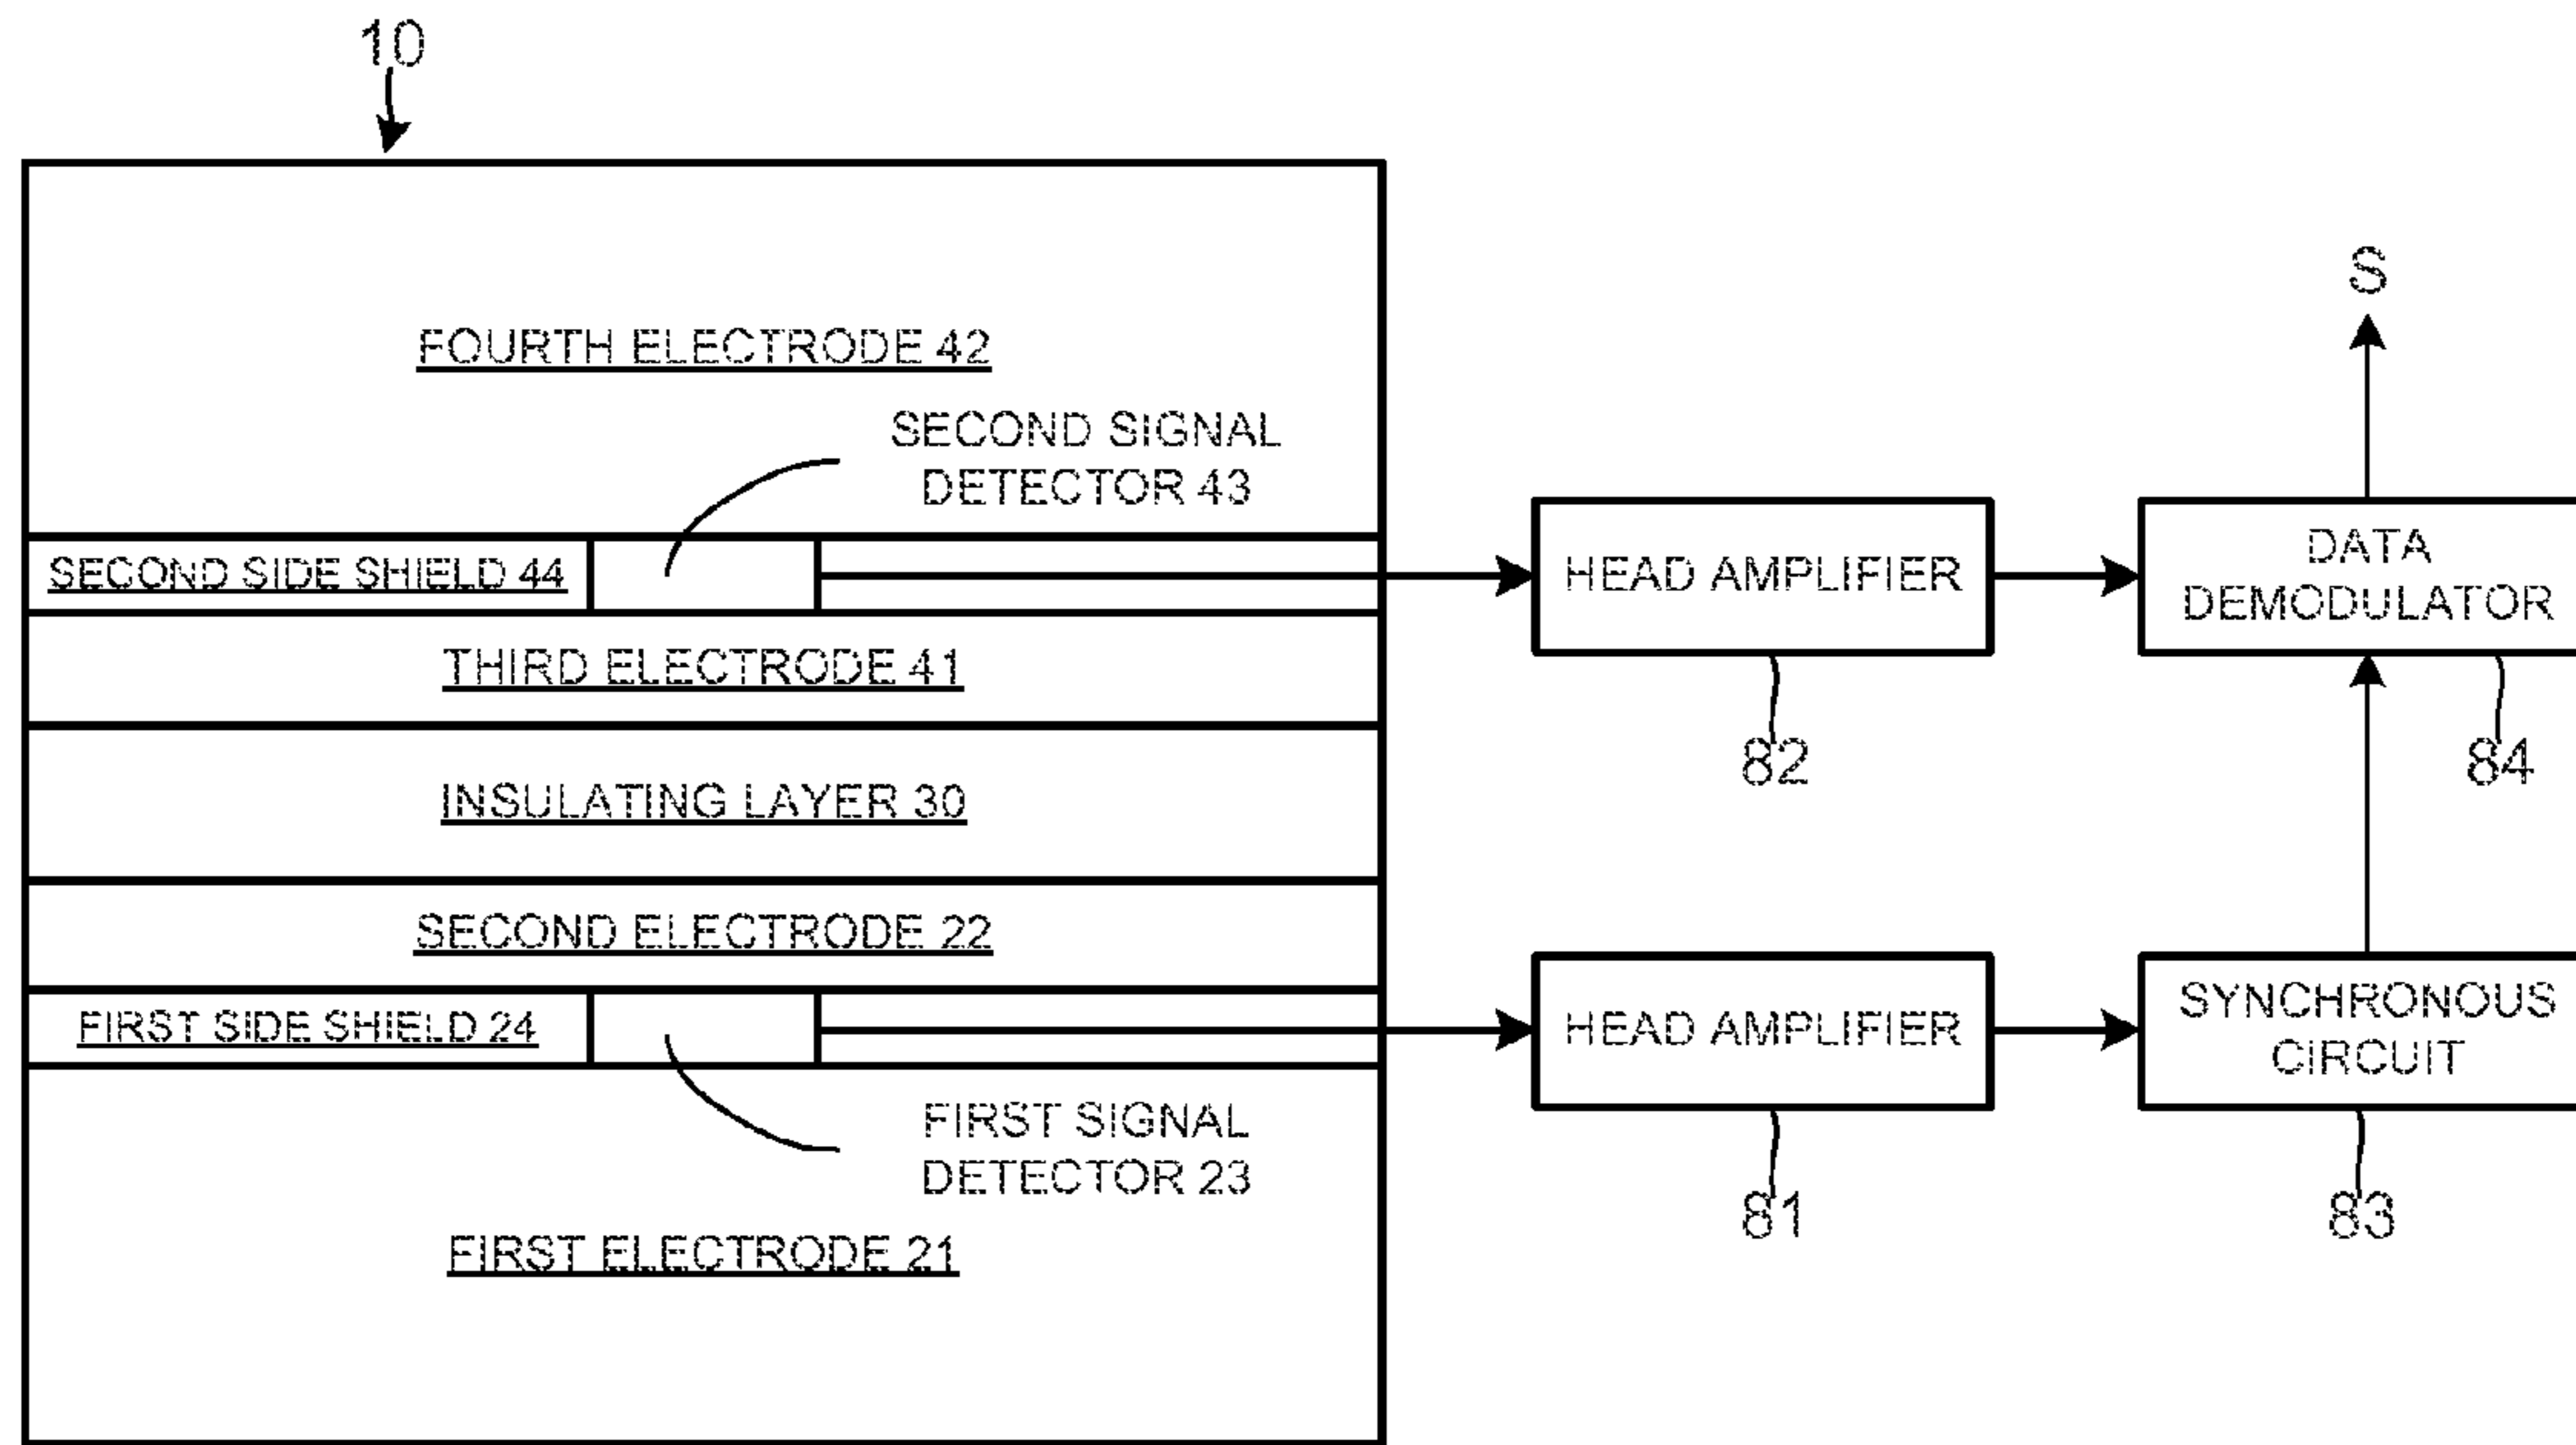 10
FOURTH ELECTRODE 42
SECOND SIGNAL
DETECTOR 43
SECOND SIDE SHIELD 44
THIRD ELECTRODE 41
INSULATING LAYER 30
SECOND ELECTRODE 22
FIRST SIDE SHIELD 24
FIRST SIGNAL
DETECTOR 23
FIRST ELECTRODE 21
HEAD AMPLIFIER
82
HEAD AMPLIFIER
81
S
DATA
DEMODULATOR
84
SYNCHRONOUS
CIRCUIT
83